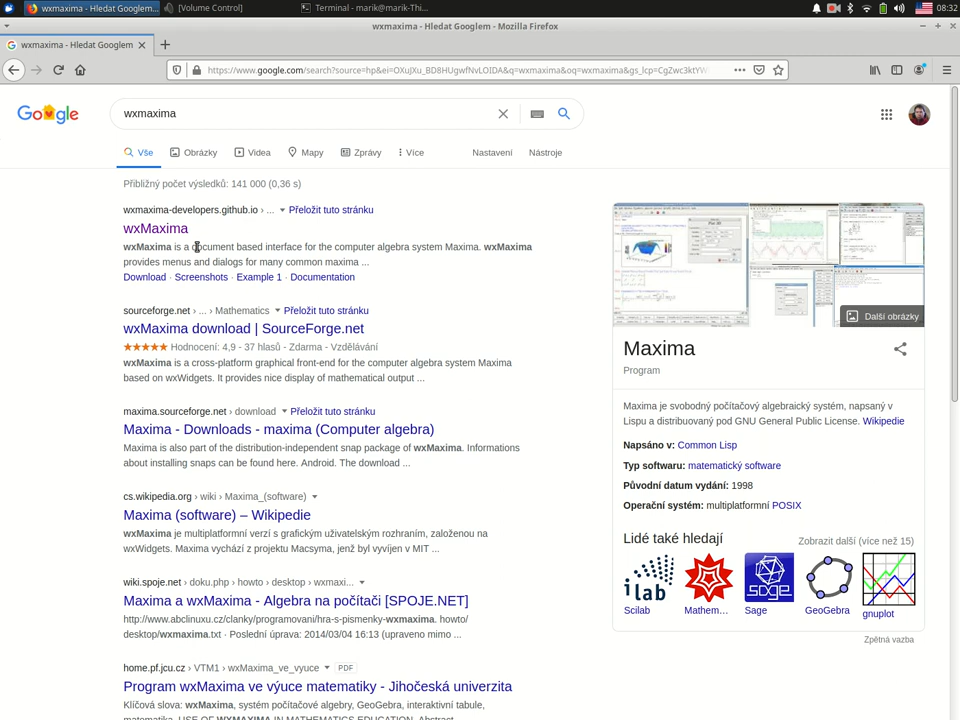 wxmaxima - Hledat Googlem...
[Volume Control]
Terminal - marik@marik-Thi...
08:32
wxmaxima - Hledat Googlem - Mozilla Firefox
wxmaxima - Hledat Googlem
Google
wxmaxima
Vše
Obrázky
Videa
Mapy
Zprávy
Více
Nastavení
Nástroje
Přibližný počet výsledků: 141 000 (0,36 s)
wxmaxima-developers.github.io › ... Přeložit tuto stránku
wxMaxima
wxMaxima is a document based interface for the computer algebra system Maxima. wxMaxima
provides menus and dialogs for many common maxima ...
Download · Screenshots · Example 1 · Documentation
sourceforge.net › ... › Mathematics Přeložit tuto stránku
wxMaxima download | SourceForge.net
Hodnocení: 4,9 - 37 hlasů - Zdarma - Vzdělávání
wxMaxima is a cross-platform graphical front-end for the computer algebra system Maxima
based on wxWidgets. It provides nice display of mathematical output ...
maxima.sourceforge.net › download Přeložit tuto stránku
Maxima - Downloads - maxima (Computer algebra)
Maxima is also part of the distribution-independent snap package of wxMaxima. Informations
about installing snaps can be found here. Android. The download ...
cs.wikipedia.org › wiki › Maxima_(software)
Maxima (software) – Wikipedie
wxMaxima je multiplatformní verzí s grafickým uživatelským rozhraním, založenou na
wxWidgets. Maxima vychází z projektu Macsyma, jenž byl vyvíjen v MIT ...
wiki.spoje.net › doku.php › howto › desktop › wxmaxi...
Maxima a wxMaxima - Algebra na počítači [SPOJE.NET]
http://www.abclinuxu.cz/clanky/programovani/hra-s-pismenky-wxmaxima. howto/
desktop/wxmaxima.txt · Poslední úprava: 2014/03/04 16:13 (upraveno mimo ...
home.pf.jcu.cz › VTM1 › wxMaxima_ve_vyuce PDF
Program wxMaxima ve výuce matematiky - Jihočeská univerzita
Klíčová slova: wxMaxima, systém počítačové algebry, GeoGebra, interaktivní tabule,
matematika. USE OF WXMAXIMA IN MATHEMATICS EDUCATION. Abstract.
Další obrázky
Maxima
Program
Maxima je svobodný počítačový algebraický systém, napsaný v
Lispu a distribuovaný pod GNU General Public License. Wikipedie
Napsáno v: Common Lisp
Typ softwaru: matematický software
Původní datum vydání: 1998
Operační systém: multiplatformní POSIX
Lidé také hledají
Zobrazit další (více než 15)
Scilab
Mathem...
Sage
GeoGebra
gnuplot
Zpětná vazba